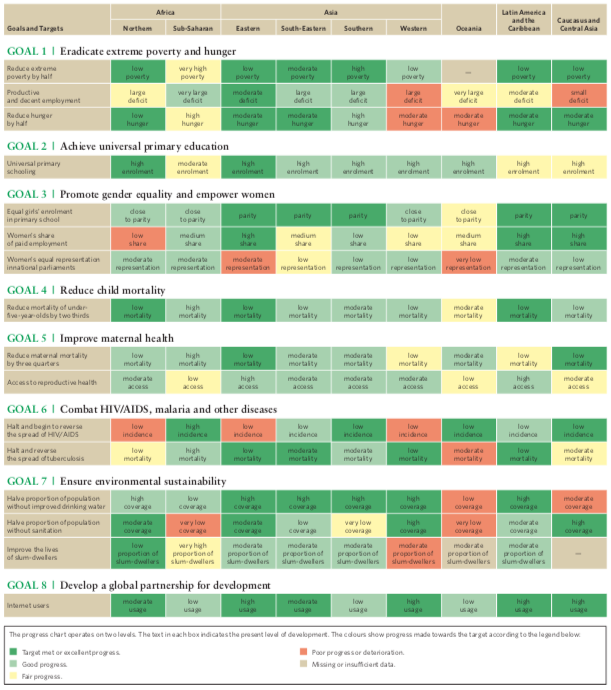 Africa Asia Latin America Caucasus and
Goals and Targets Northern Sub-Saharan Eastern South-Eastern Southern Western Oceania and the Caribbean Central Asia
GOAL 1 | Eradicate extreme poverty and hunger
Reduce extreme low very high low moderate high low — low low
poverty by half poverty poverty poverty poverty poverty poverty poverty poverty
Productive large very large moderate large large large very large moderate small
and decent employment deficit deficit deficit deficit deficit deficit deficit deficit deficit
Reduce hunger low high moderate moderate high moderate moderate moderate moderate
by half hunger hunger hunger hunger hunger hunger hunger hunger hunger
GOAL 2 | Achieve universal primary education
Universal primary high moderate high high high high high high high
schooling enrolment enrolment enrolment enrolment enrolment enrolment enrolment enrolment enrolment
GOAL 3 | Promote gender equality and empower women
Equal girls' enrolment close close parity parity parity close close parity parity
in primary school to parity to parity to parity to parity
Women's share low medium high medium low low medium high high
of paid employment share share share share share share share share share
Women's equal representation moderate moderate moderate low low low very low moderate low
in national parliaments representation representation representation representation representation representation representation representation representation
GOAL 4 | Reduce child mortality
Reduce mortality of under- low high low low moderate low moderate low low
five-year-olds by two thirds mortality mortality mortality mortality mortality mortality mortality mortality mortality
GOAL 5 | Improve maternal health
Reduce maternal mortality low high low moderate moderate low moderate low low
by three quarters mortality mortality mortality mortality mortality mortality mortality mortality mortality
Access to reproductive health moderate low high moderate moderate moderate low high moderate
access access access access access access access access access
GOAL 6 | Combat HIV/AIDS, malaria and other diseases
Halt and begin to reverse low high low low low low low low low
the spread of HIV/AIDS incidence incidence incidence incidence incidence incidence incidence incidence incidence
Halt and reverse low high low moderate moderate low moderate low moderate
the spread of tuberculosis mortality mortality mortality mortality mortality mortality mortality mortality mortality
GOAL 7 | Ensure environmental sustainability
Halve proportion of population high low high high high high low high moderate
without improved drinking water coverage coverage coverage coverage coverage coverage coverage coverage coverage
Halve proportion of population moderate very low moderate low very low moderate very low moderate high
without sanitation coverage coverage coverage coverage coverage coverage coverage coverage coverage
Improve the lives low very high moderate moderate moderate moderate moderate moderate —
of slum-dwellers proportion of proportion of proportion of proportion of proportion of proportion of proportion of proportion of
slum-dwellers slum-dwellers slum-dwellers slum-dwellers slum-dwellers slum-dwellers slum-dwellers slum-dwellers
GOAL 8 | Develop a global partnership for development
Internet users moderate low high moderate low high low high high
usage usage usage usage usage usage usage usage usage
The progress chart operates on two levels. The text in each box indicates the present level of development. The colours show progress made towards the target according to the legend below:
Target met or excellent progress. Poor progress or deterioration.
Good progress. Missing or insufficient data.
Fair progress.